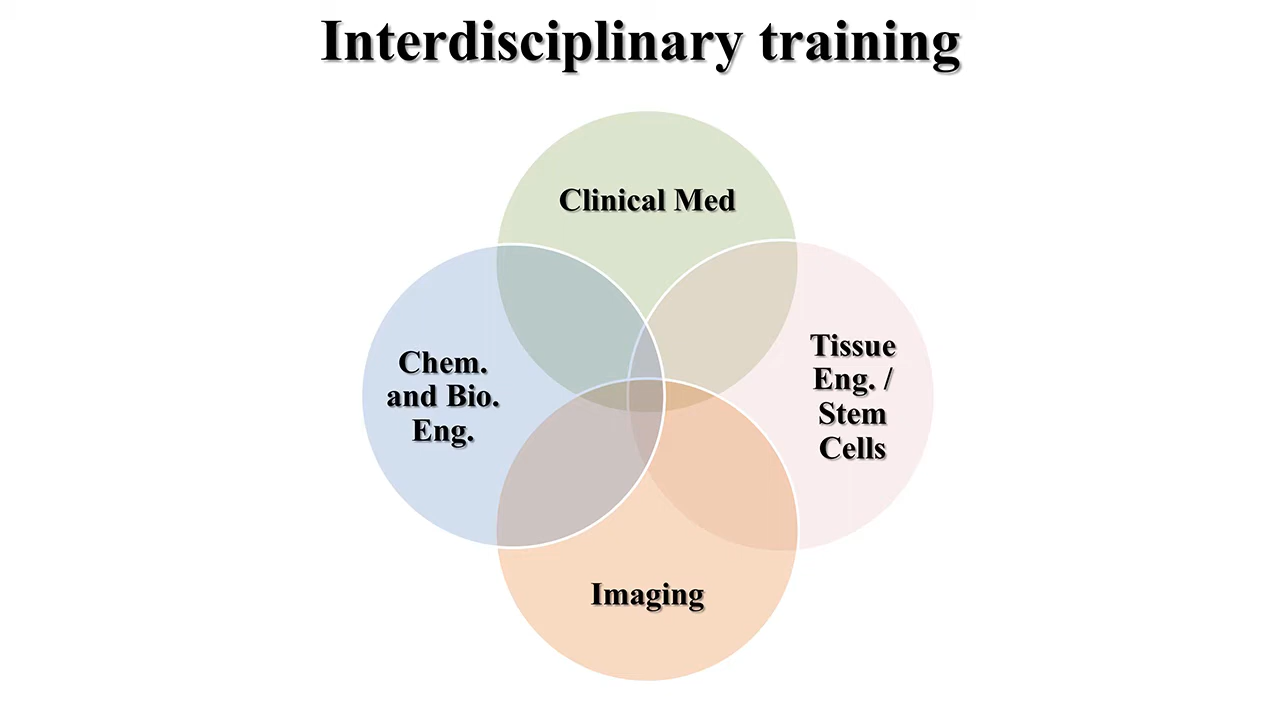 Interdisciplinary training
Clinical Med
Chem.
and Bio.
Eng.
Tissue
Eng. /
Stem
Cells
Imaging